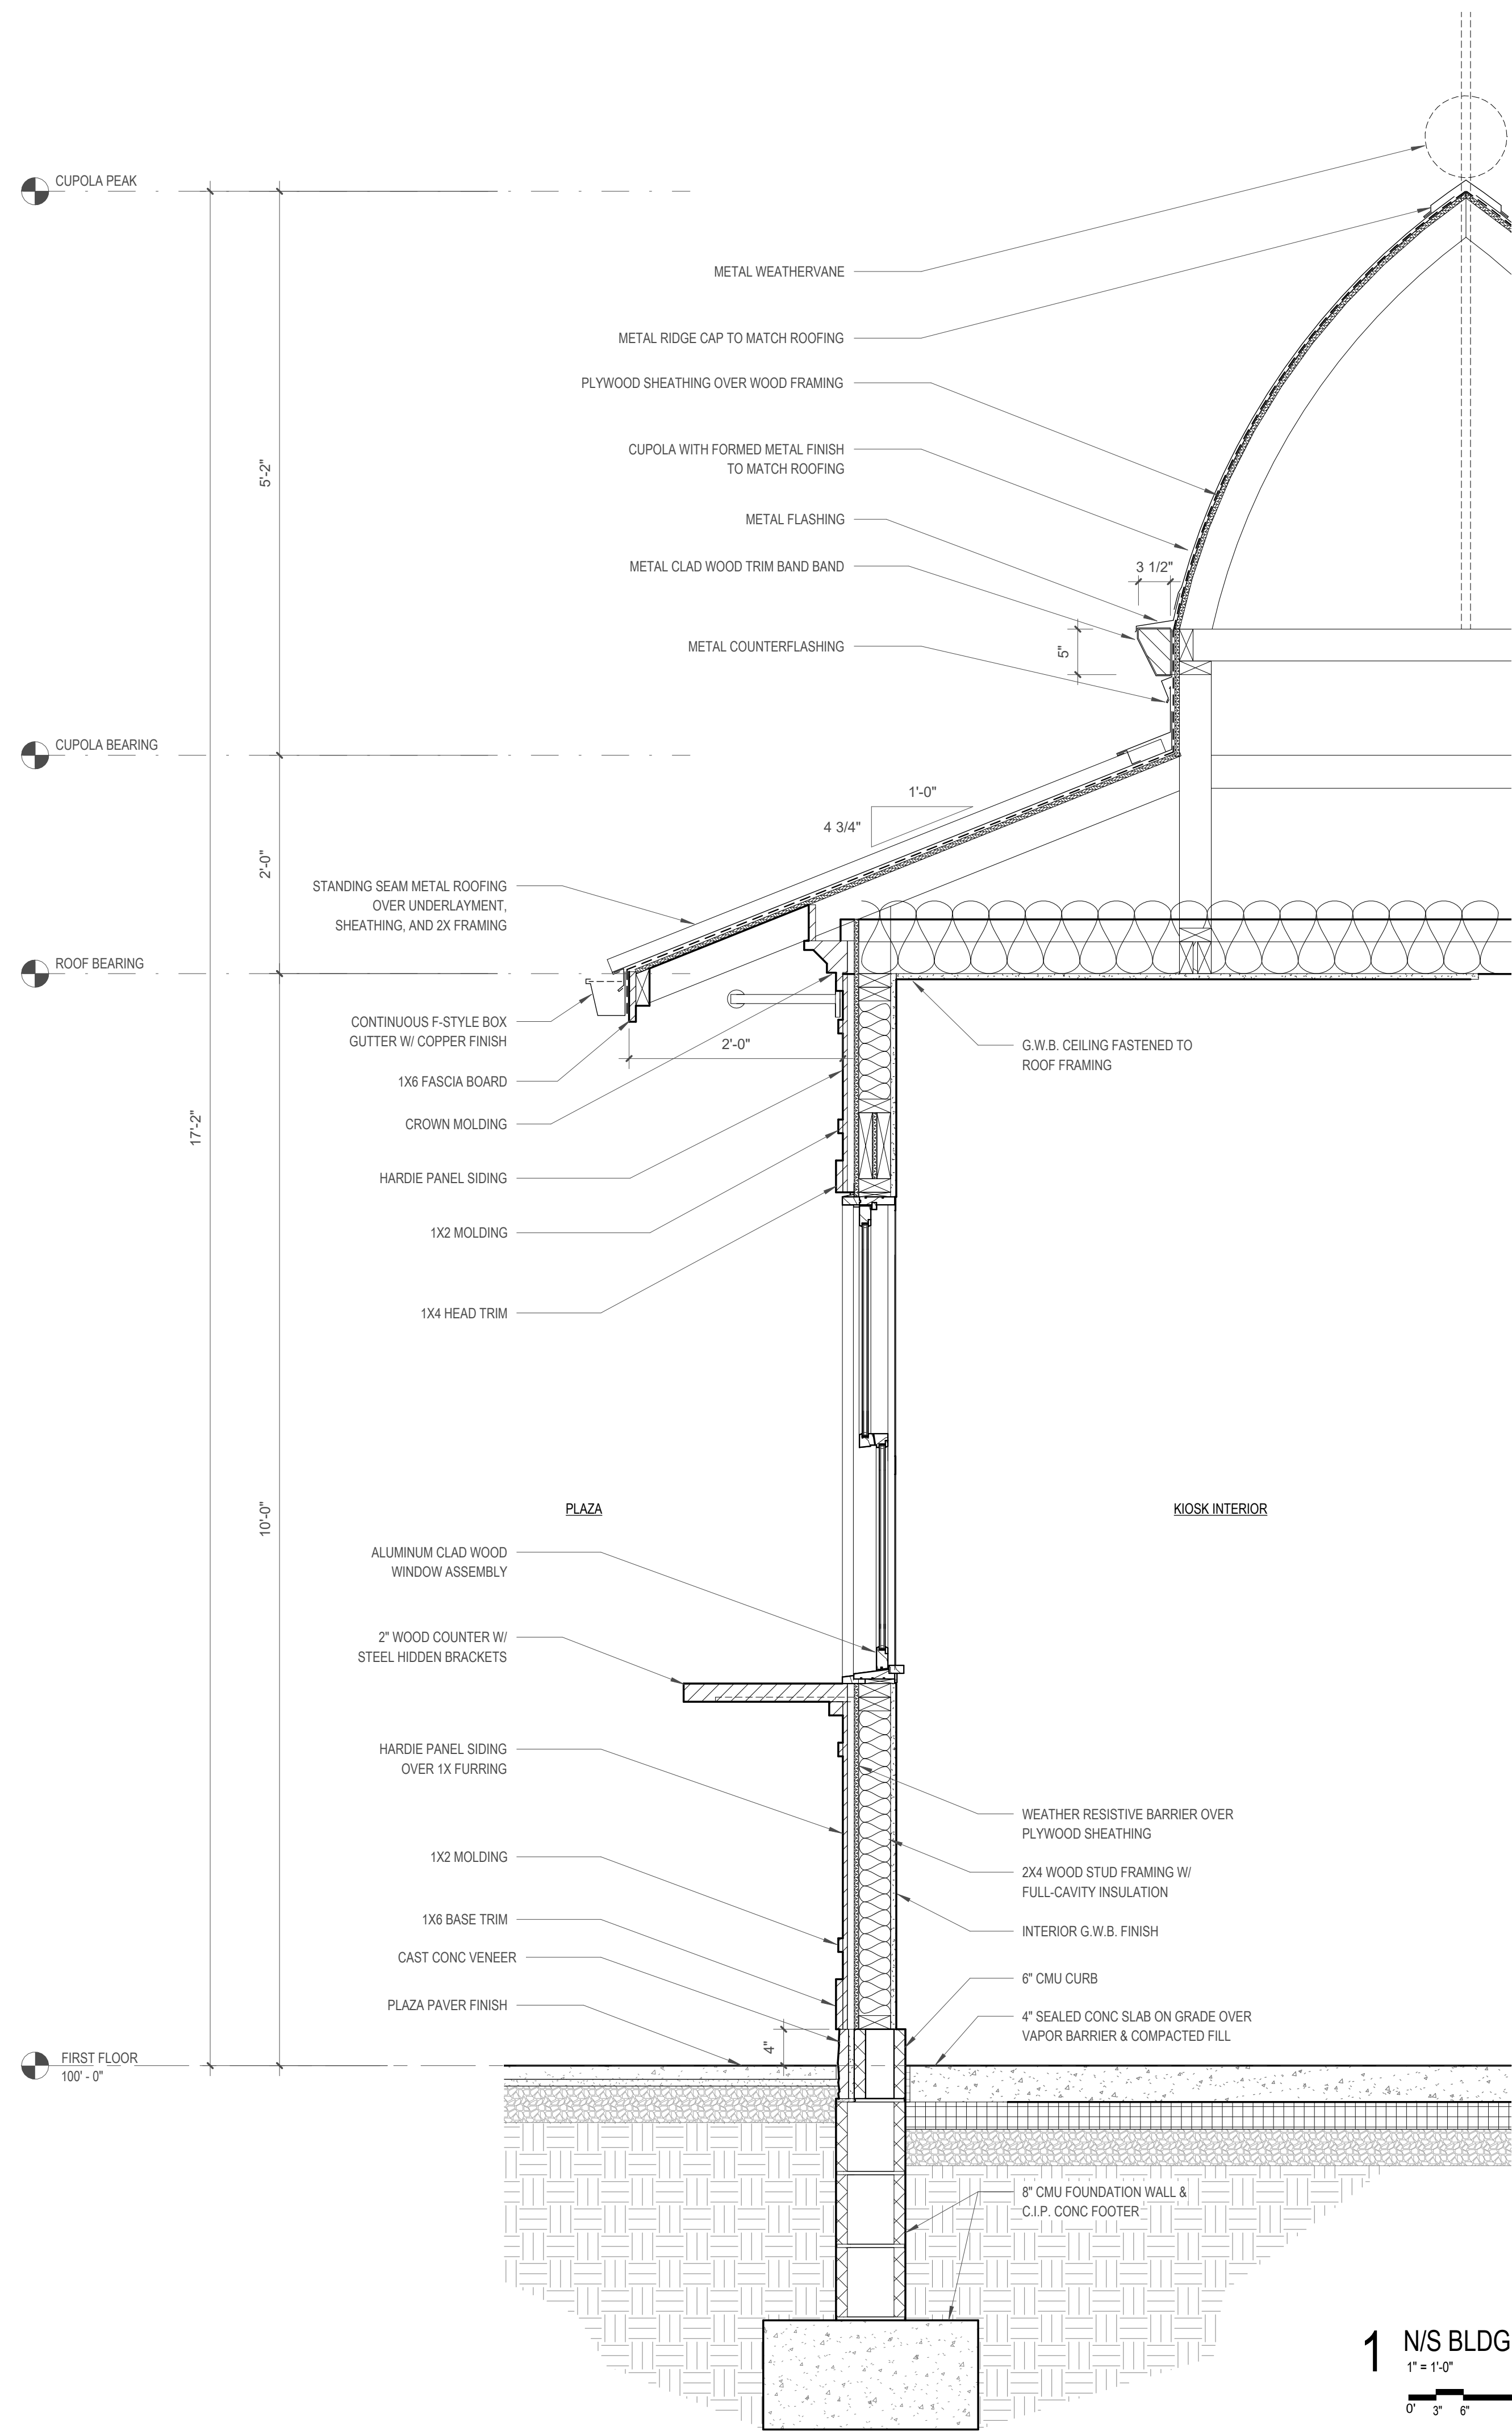 CUPOLA PEAK
METAL WEATHERVANE
METAL RIDGE CAP TO MATCH ROOFING
PLYWOOD SHEATHING OVER WOOD FRAMING
CUPOLA WITH FORMED METAL FINISH
TO MATCH ROOFING
5'-2"
METAL FLASHING
3 1/2"
METAL CLAD WOOD TRIM BAND BAND
METAL COUNTERFLASHING
5"
CUPOLA BEARING
1'-0"
4 3/4"
2'-0"
STANDING SEAM METAL ROOFING
OVER UNDERLAYMENT,
SHEATHING, AND 2X FRAMING
ROOF BEARING
CONTINUOUS F-STYLE BOX
GUTTER W/ COPPER FINISH
2'-0"
G.W.B. CEILING FASTENED TO
ROOF FRAMING
1X6 FASCIA BOARD
CROWN MOLDING
17'-2"
HARDIE PANEL SIDING
1X2 MOLDING
1X4 HEAD TRIM
PLAZA
KIOSK INTERIOR
10'-0"
ALUMINUM CLAD WOOD
WINDOW ASSEMBLY
2" WOOD COUNTER W/
STEEL HIDDEN BRACKETS
HARDIE PANEL SIDING
OVER 1X FURRING
WEATHER RESISTIVE BARRIER OVER
PLYWOOD SHEATHING
1X2 MOLDING
2X4 WOOD STUD FRAMING W/
FULL-CAVITY INSULATION
1X6 BASE TRIM
INTERIOR G.W.B. FINISH
CAST CONC VENEER
6" CMU CURB
PLAZA PAVER FINISH
4" SEALED CONC SLAB ON GRADE OVER
VAPOR BARRIER & COMPACTED FILL
4"
FIRST FLOOR
100' - 0"
8" CMU FOUNDATION WALL &
C.I.P. CONC FOOTER
1
N/S BLDG
1" = 1'-0"
0' 3" 6"